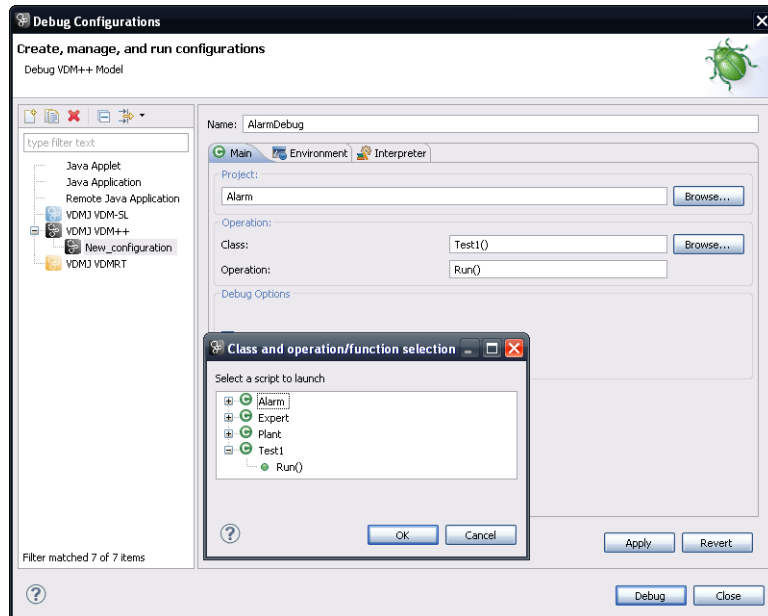 Debug Configurations
Create, manage, and run configurations
Debug VDM++ Model
type filter text
Java Applet
Java Application
Remote Java Application
VDMJ VDM-SL
VDMJ VDM++
New_configuration
VDMJ VDMRT
Filter matched 7 of 7 items
Name: AlarmDebug
Main Environment Interpreter
Project:
Alarm Browse...
Operation:
Class: Test1() Browse...
Operation: Run()
Debug Options
Class and operation/function selection
Select a script to launch
Alarm
Expert
Plant
Test1
Run()
OK Cancel
Apply Revert
Debug Close